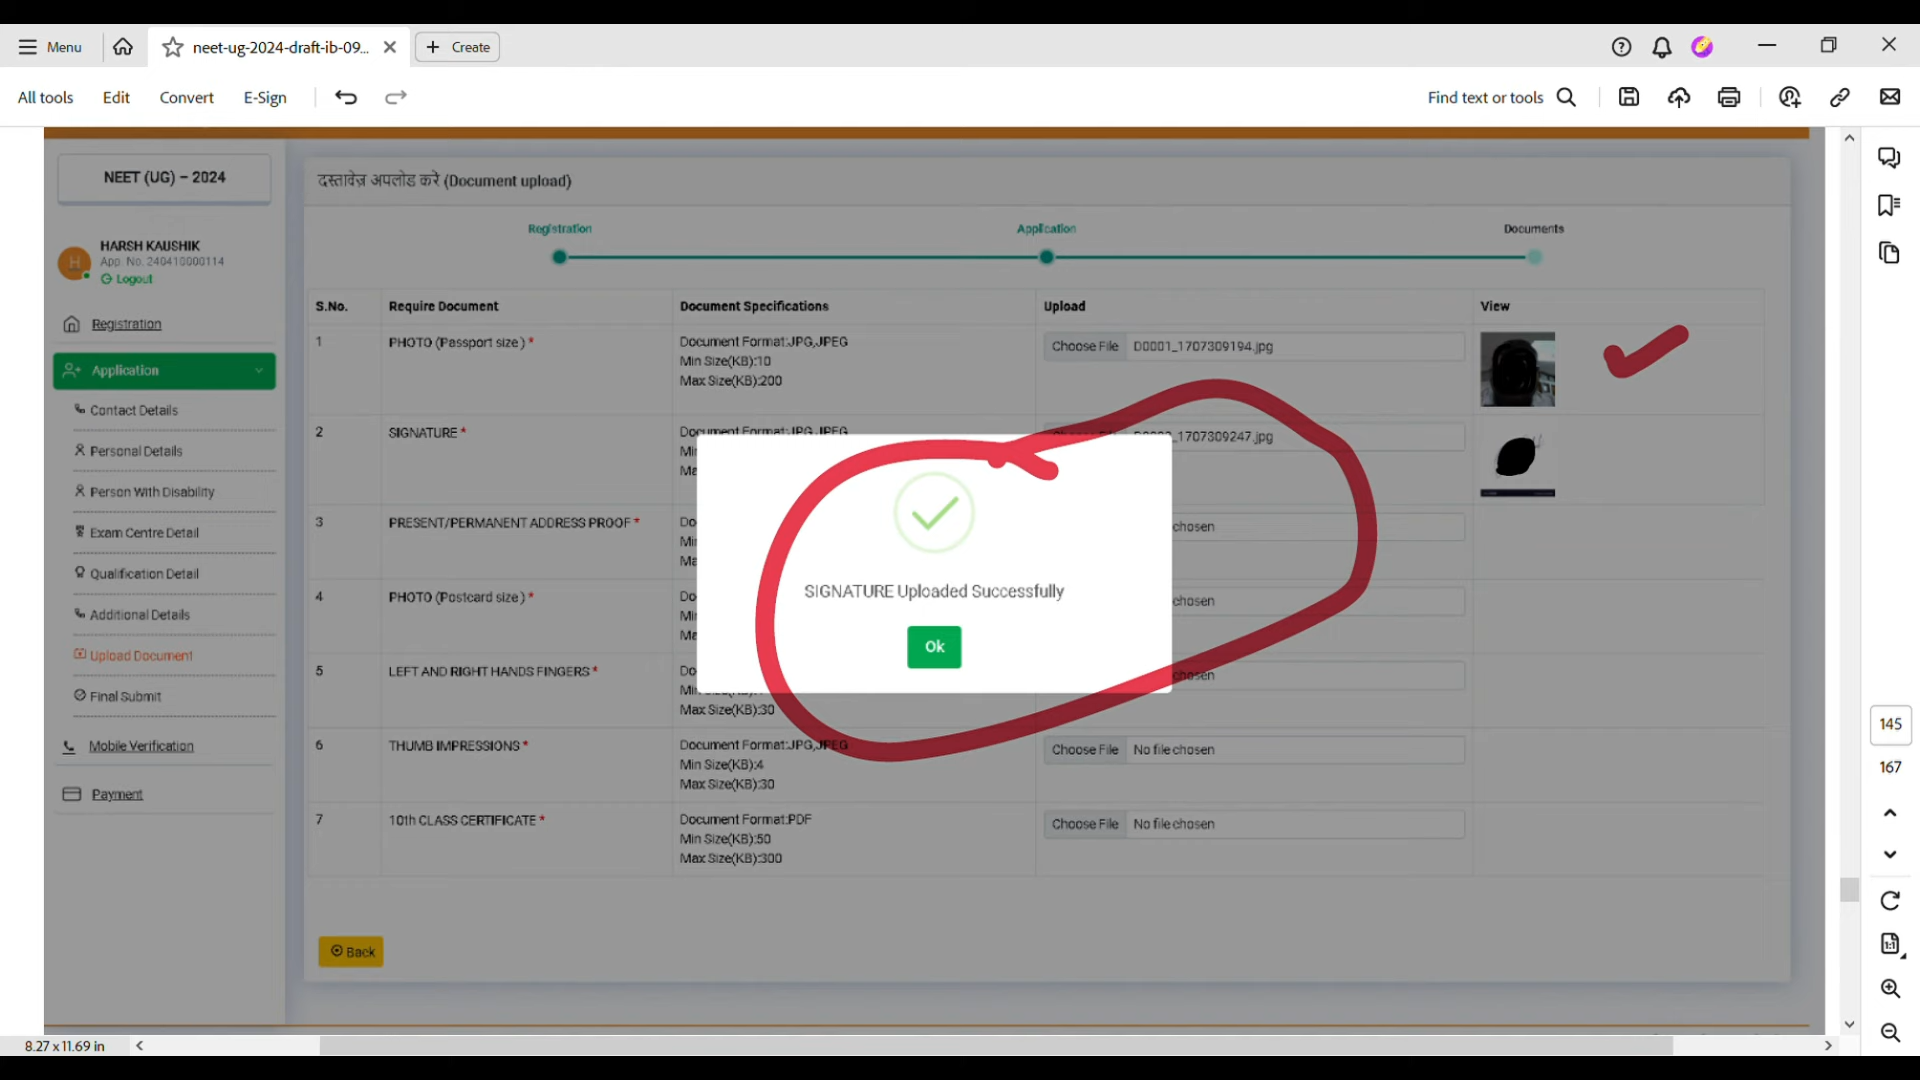 Menu
neet-ug-2024-draft-ib-09...
Create
All tools
Edit
Convert
E-Sign
Find text or tools
NEET (UG) – 2024
HARSH KAUSHIK
App. No. 240410000114
Logout
Registration
Application
Contact Details
Personal Details
Person With Disability
Exam Centre Detail
Qualification Detail
Additional Details
Upload Document
Final Submit
Mobile Verification
Payment
दस्तावेज़ अपलोड करे (Document upload)
Registration
Application
Documents
S.No.
Require Document
Document Specifications
Upload
View
1
PHOTO (Passport size) *
Document Format:JPG,JPEG
Min Size(KB):10
Max Size(KB):200
Choose File
D0001_1707309194.jpg
2
SIGNATURE *
Document Format:JPG,JPEG
_1707309247.jpg
3
PRESENT/PERMANENT ADDRESS PROOF *
chosen
4
PHOTO (Postcard size) *
chosen
5
LEFT AND RIGHT HANDS FINGERS *
chosen
Max Size(KB):30
6
THUMB IMPRESSIONS *
Document Format:JPG,JPEG
Min Size(KB):4
Max Size(KB):30
Choose File
No file chosen
7
10th CLASS CERTIFICATE *
Document Format:PDF
Min Size(KB):50
Max Size(KB):300
Choose File
No file chosen
SIGNATURE Uploaded Successfully
Ok
Back
145
167
1:1
8.27 x 11.69 in